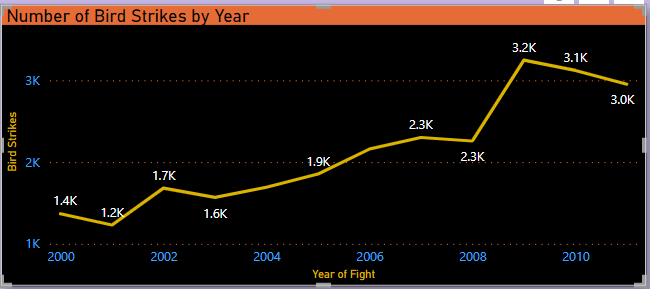 Number of Bird Strikes by Year
3.2K
3.1K
3K
3.0K
2.3K
2.3K
Bird Strikes
2K
1.9K
1.7K
1.4K
1.2K
1.6K
1K
2000 2002 2004 2006 2008 2010
Year of Fight